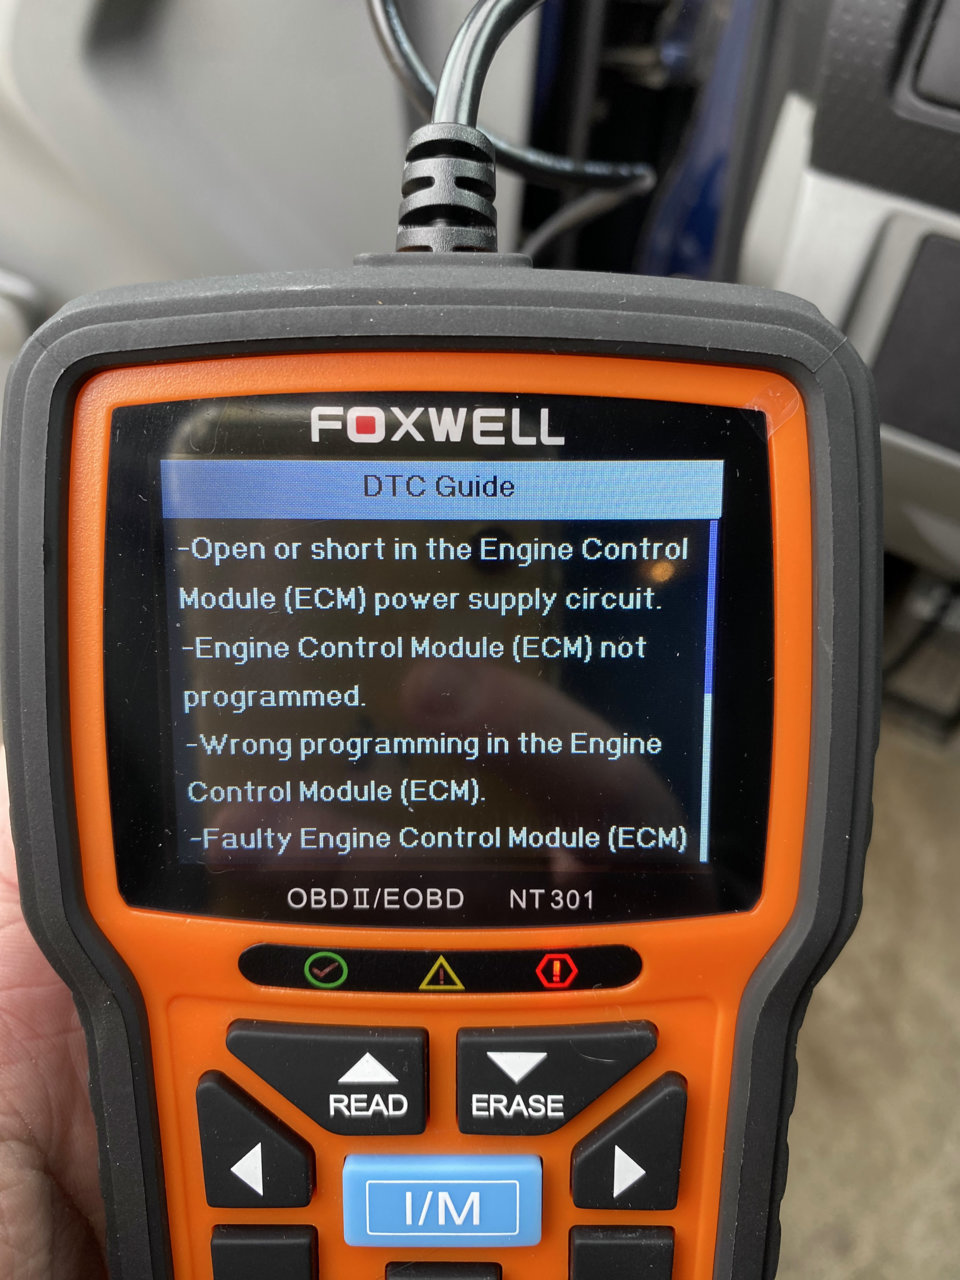 FOXWELL
DTC Guide
-Open or short in the Engine Control
Module (ECM) power supply circuit.
-Engine Control Module (ECM) not
programmed.
-Wrong programming in the Engine
Control Module (ECM).
-Faulty Engine Control Module (ECM)
OBDII/EOBD NT301
READ ERASE
I/M